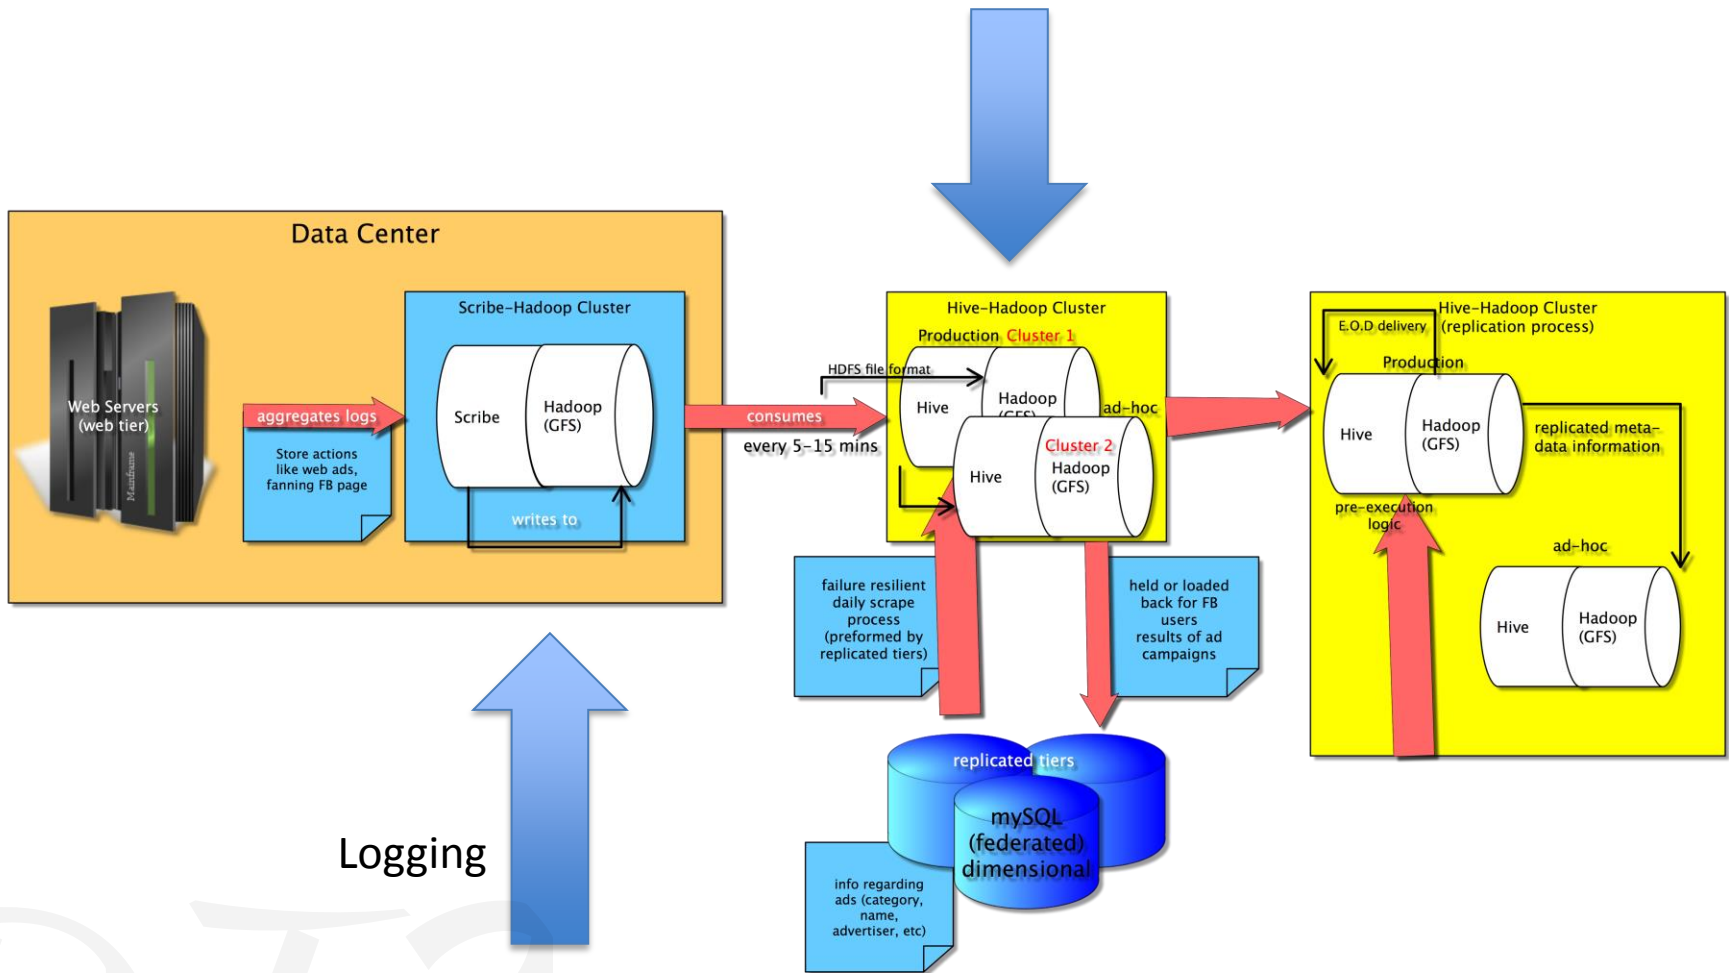 Data Center
Web Servers
(web tier)
Mainframe
aggregates logs
Store actions
like web ads,
fanning FB page
Scribe-Hadoop Cluster
Scribe
Hadoop
(GFS)
writes to
consumes
every 5-15 mins
Hive-Hadoop Cluster
Production Cluster 1
HDFS file format
Hive
Hadoop
(GFS)
ad-hoc
Cluster 2
Hive
Hadoop
(GFS)
Hive-Hadoop Cluster
(replication process)
E.O.D delivery
Production
Hive
Hadoop
(GFS)
replicated meta-
data information
pre-execution
logic
ad-hoc
Hive
Hadoop
(GFS)
failure resilient
daily scrape
process
(preformed by
replicated tiers)
held or loaded
back for FB
users
results of ad
campaigns
replicated tiers
mySQL
(federated)
dimensional
info regarding
ads (category,
name,
advertiser, etc)
Logging